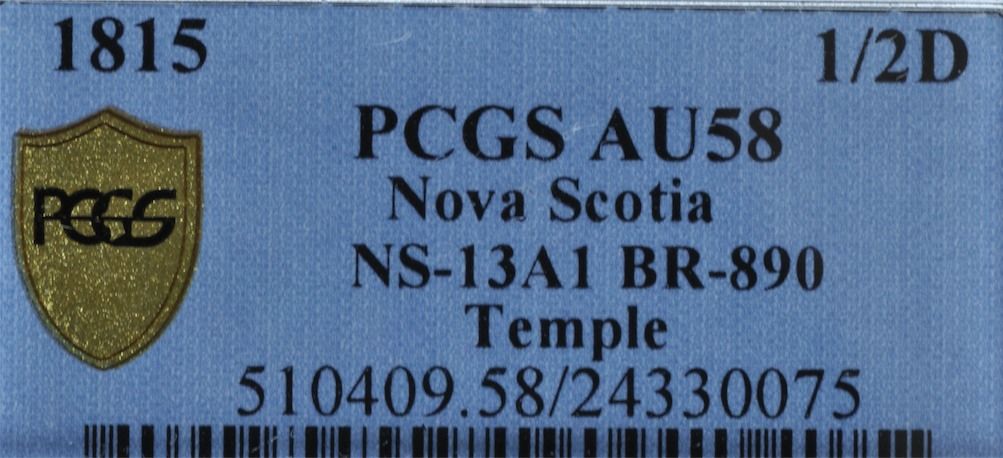 1815 1/2D
PCGS AU58
PCGS
Nova Scotia
NS-13A1 BR-890
Temple
510409.58/24330075